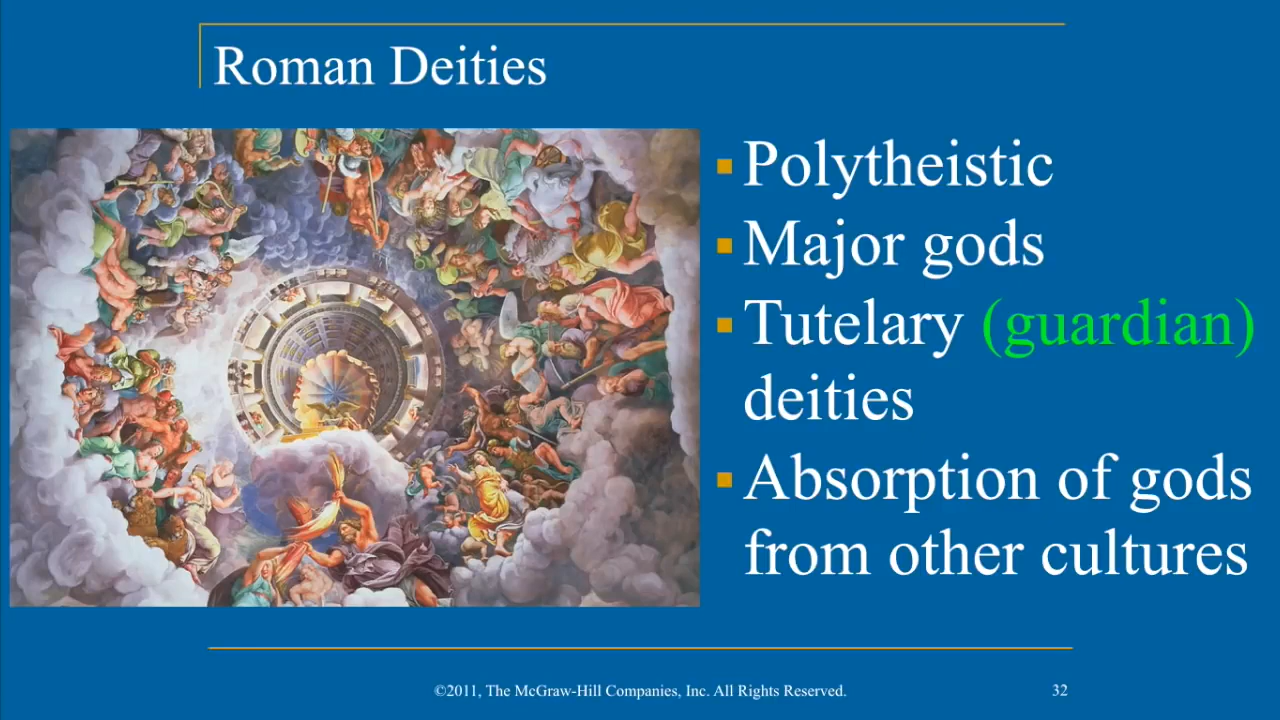 Roman Deities
▪Polytheistic
▪Major gods
▪Tutelary (guardian)
deities
▪Absorption of gods
from other cultures
©2011, The McGraw-Hill Companies, Inc. All Rights Reserved.
32